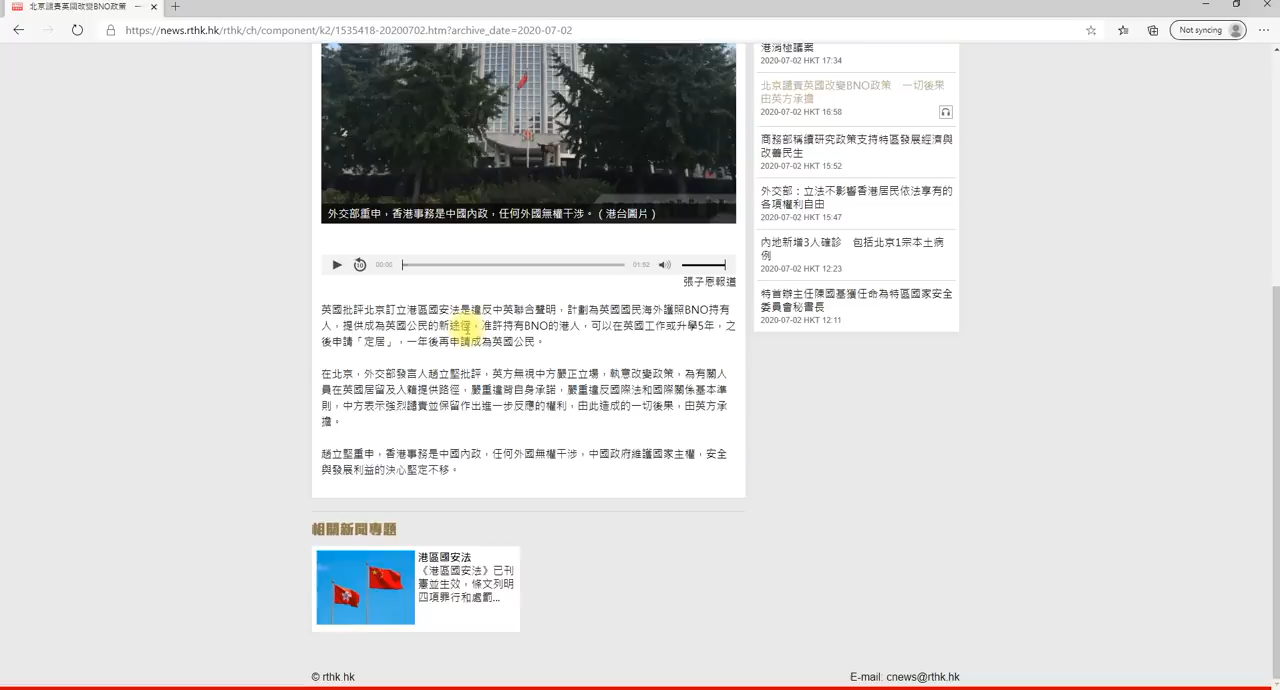 北京譴責英國改變BNO政策
https://news.rthk.hk/rthk/ch/component/k2/1535418-20200702.htm?archive_date=2020-07-02
Not syncing
外交部重申，香港事務是中國內政，任何外國無權干涉。（港台圖片）
00:00
01:52
張子恩報道
英國批評北京訂立港區國安法是違反中英聯合聲明，計劃為英國國民海外護照BNO持有
人，提供成為英國公民的新途徑，准許持有BNO的港人，可以在英國工作或升學5年，之
後申請「定居」，一年後再申請成為英國公民。
在北京，外交部發言人趙立堅批評，英方無視中方嚴正立場，執意改變政策，為有關人
員在英國居留及入籍提供路徑，嚴重違背自身承諾，嚴重違反國際法和國際關係基本準
則，中方表示強烈譴責並保留作出進一步反應的權利，由此造成的一切後果，由英方承
擔。
趙立堅重申，香港事務是中國內政，任何外國無權干涉，中國政府維護國家主權，安全
與發展利益的決心堅定不移。
相關新聞專題
港區國安法
《港區國安法》已刊
憲並生效，條文列明
四項罪行和處罰...
港消極議案
2020-07-02 HKT 17:34
北京譴責英國改變BNO政策　一切後果
由英方承擔
2020-07-02 HKT 16:58
商務部稱續研究政策支持特區發展經濟與
改善民生
2020-07-02 HKT 15:52
外交部：立法不影響香港居民依法享有的
各項權利自由
2020-07-02 HKT 15:47
內地新增3人確診　包括北京1宗本土病
例
2020-07-02 HKT 12:23
特首辦主任陳國基獲任命為特區國家安全
委員會秘書長
2020-07-02 HKT 12:11
© rthk.hk
E-mail: cnews@rthk.hk